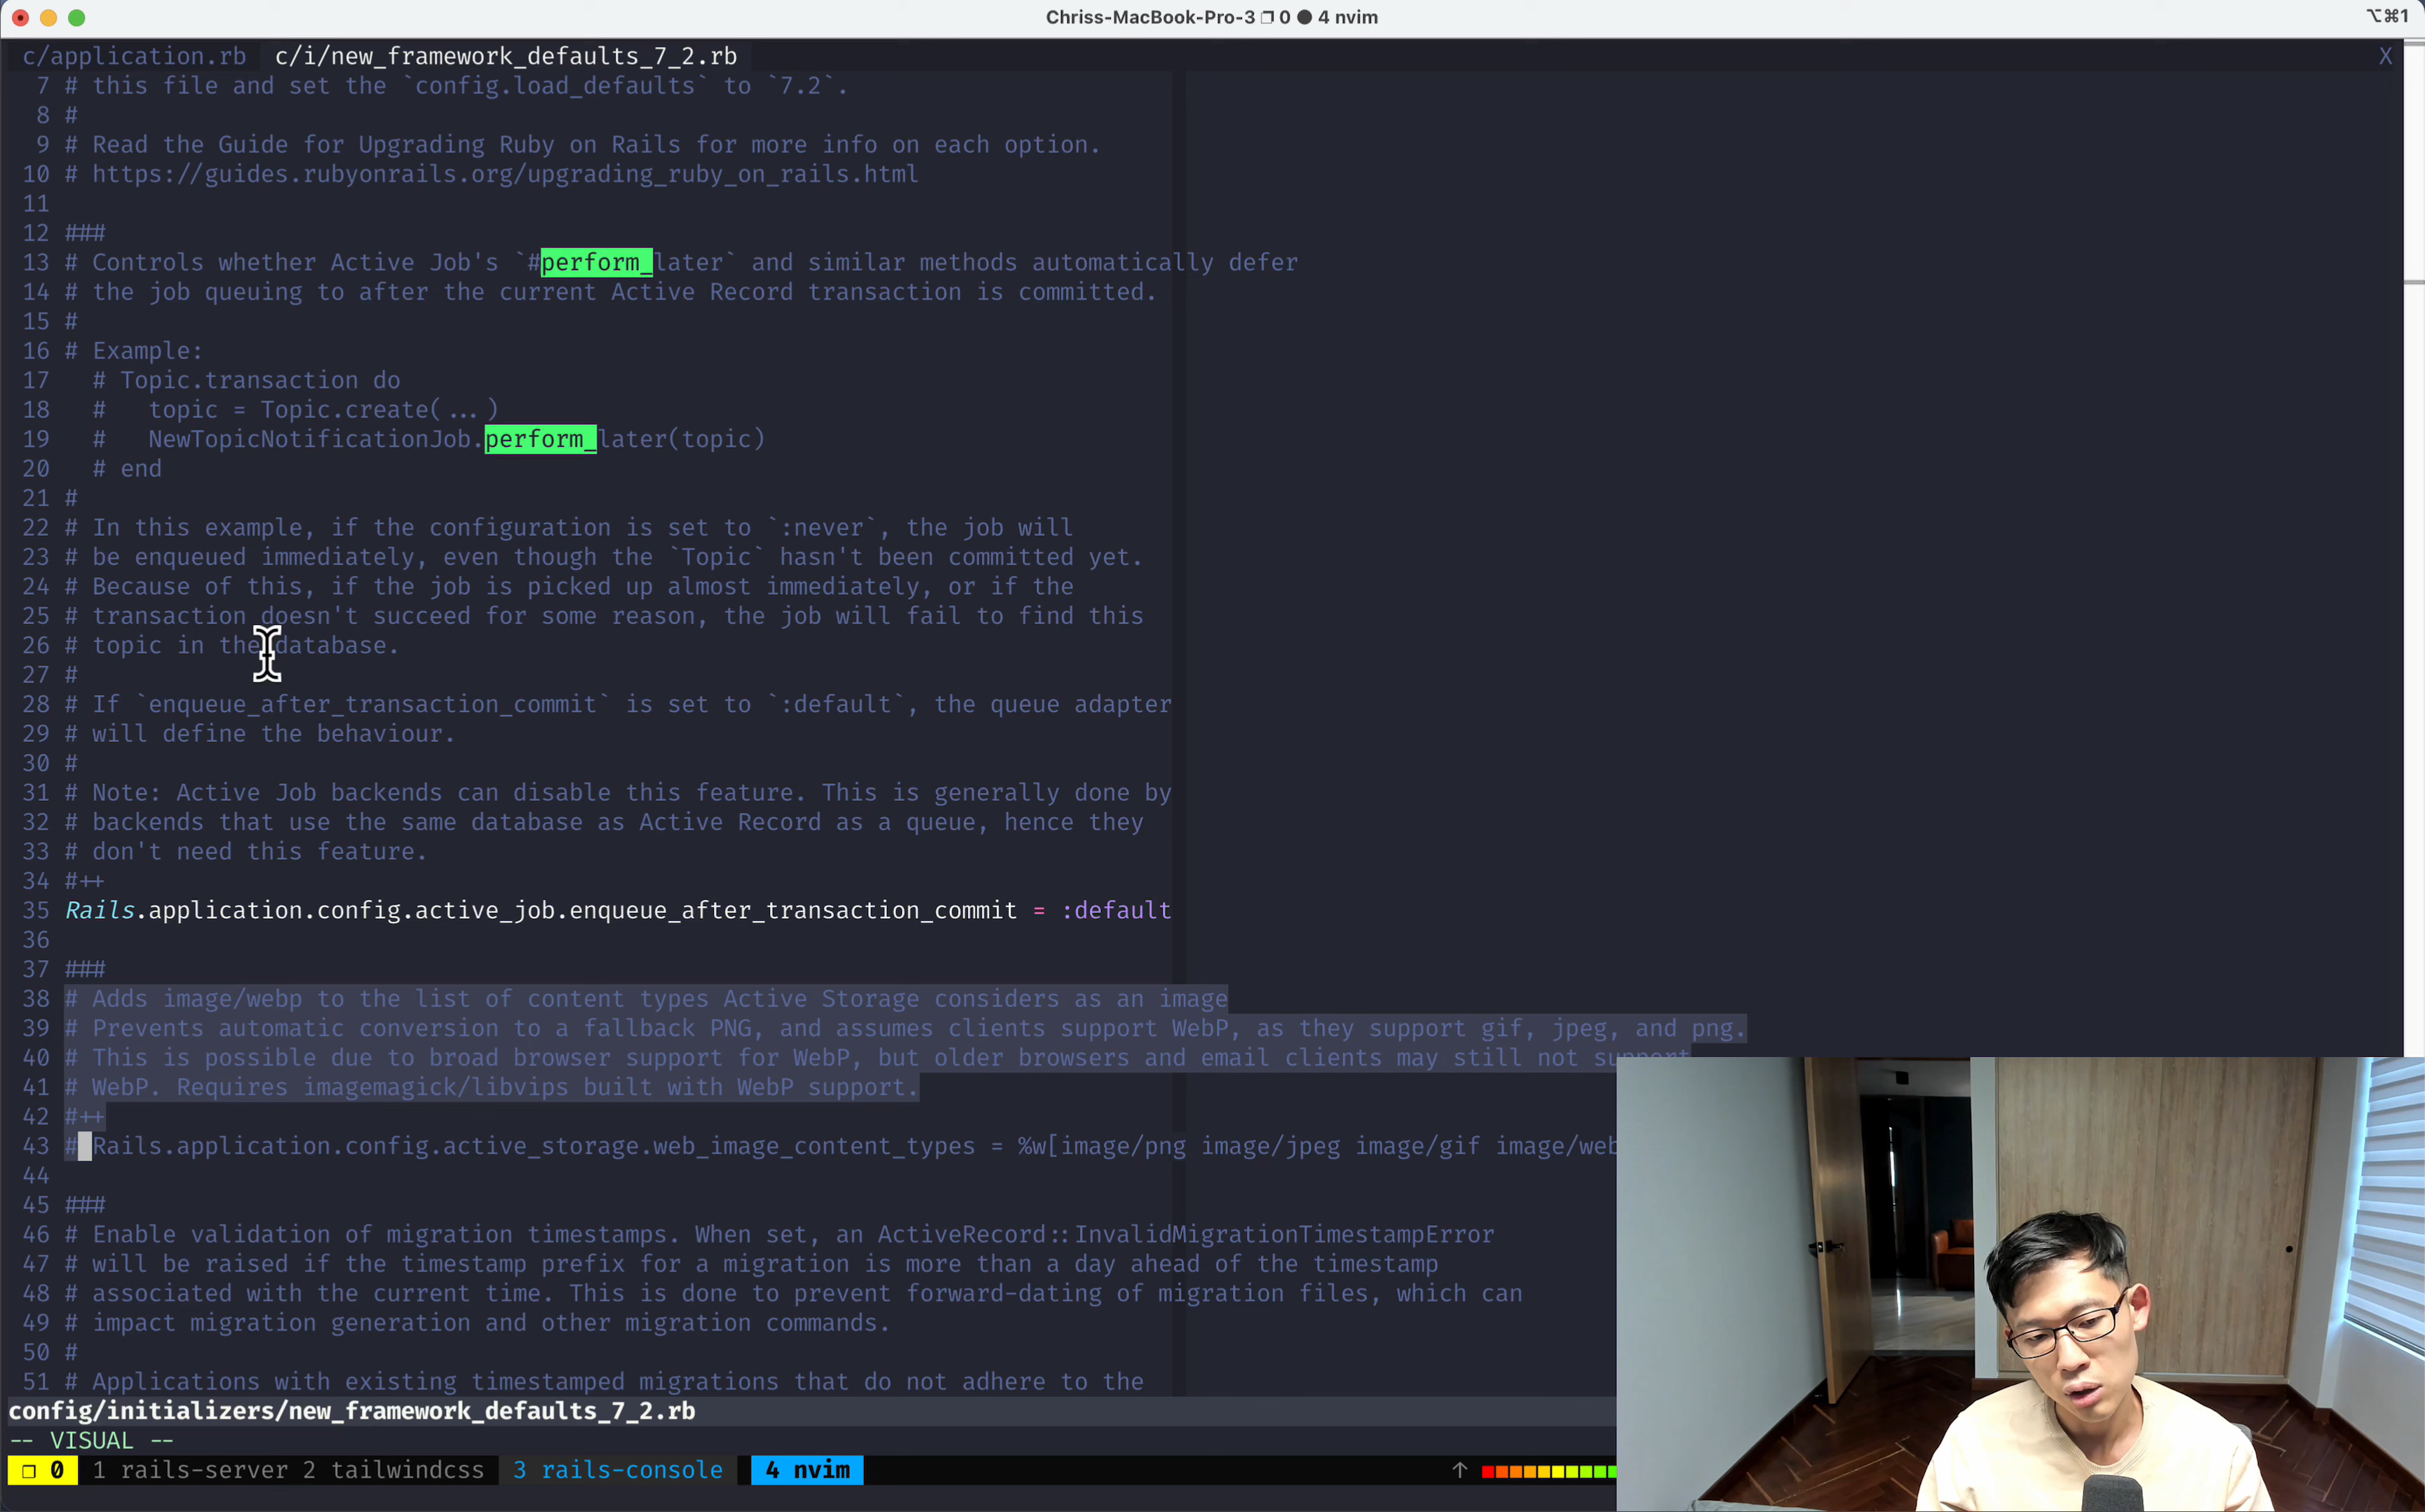 Chriss-MacBook-Pro-3 ❐ 0 ● 4 nvim
⌥⌘1
c/application.rb c/i/new_framework_defaults_7_2.rb X
7 # this file and set the `config.load_defaults` to `7.2`.
8 #
9 # Read the Guide for Upgrading Ruby on Rails for more info on each option.
10 # https://guides.rubyonrails.org/upgrading_ruby_on_rails.html
11
12 ###
13 # Controls whether Active Job's `#perform_later` and similar methods automatically defer
14 # the job queuing to after the current Active Record transaction is committed.
15 #
16 # Example:
17   # Topic.transaction do
18   #   topic = Topic.create(...)
19   #   NewTopicNotificationJob.perform_later(topic)
20   # end
21 #
22 # In this example, if the configuration is set to `:never`, the job will
23 # be enqueued immediately, even though the `Topic` hasn't been committed yet.
24 # Because of this, if the job is picked up almost immediately, or if the
25 # transaction doesn't succeed for some reason, the job will fail to find this
26 # topic in the database.
27 #
28 # If `enqueue_after_transaction_commit` is set to `:default`, the queue adapter
29 # will define the behaviour.
30 #
31 # Note: Active Job backends can disable this feature. This is generally done by
32 # backends that use the same database as Active Record as a queue, hence they
33 # don't need this feature.
34 #++
35 Rails.application.config.active_job.enqueue_after_transaction_commit = :default
36
37 ###
38 # Adds image/webp to the list of content types Active Storage considers as an image
39 # Prevents automatic conversion to a fallback PNG, and assumes clients support WebP, as they support gif, jpeg, and png.
40 # This is possible due to broad browser support for WebP, but older browsers and email clients may still not support
41 # WebP. Requires imagemagick/libvips built with WebP support.
42 #++
43 # Rails.application.config.active_storage.web_image_content_types = %w[image/png image/jpeg image/gif image/web
44
45 ###
46 # Enable validation of migration timestamps. When set, an ActiveRecord::InvalidMigrationTimestampError
47 # will be raised if the timestamp prefix for a migration is more than a day ahead of the timestamp
48 # associated with the current time. This is done to prevent forward-dating of migration files, which can
49 # impact migration generation and other migration commands.
50 #
51 # Applications with existing timestamped migrations that do not adhere to the
config/initializers/new_framework_defaults_7_2.rb
-- VISUAL --
❐ 0 1 rails-server 2 tailwindcss 3 rails-console 4 nvim ↑